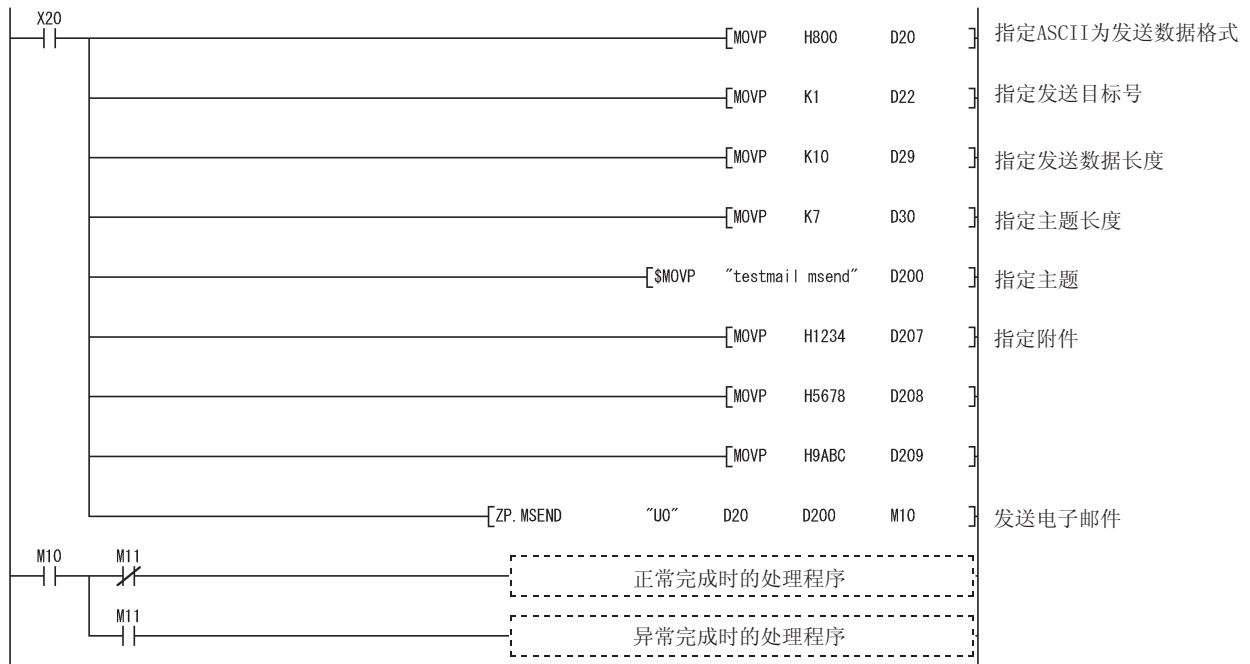 X20
[MOVP H800 D20 ] 指定ASCII为发送数据格式
[MOVP K1 D22 ] 指定发送目标号
[MOVP K10 D29 ] 指定发送数据长度
[MOVP K7 D30 ] 指定主题长度
[$MOVP "testmail msend" D200 ] 指定主题
[MOVP H1234 D207 ] 指定附件
[MOVP H5678 D208 ]
[MOVP H9ABC D209 ]
[ZP.MSEND "U0" D20 D200 M10 ] 发送电子邮件
M10 M11
正常完成时的处理程序
M11
异常完成时的处理程序